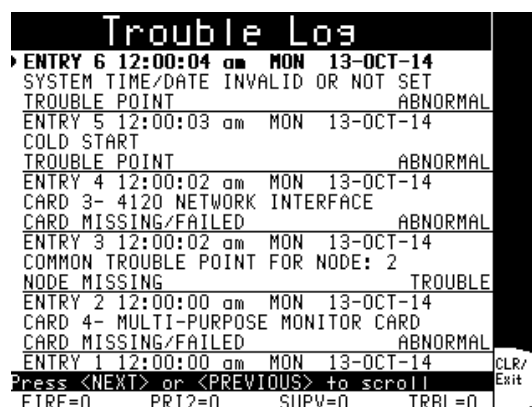 Trouble Log
ENTRY 6 12:00:04 am MON 13-OCT-14
SYSTEM TIME/DATE INVALID OR NOT SET
TROUBLE POINT ABNORMAL
ENTRY 5 12:00:03 am MON 13-OCT-14
COLD START
TROUBLE POINT ABNORMAL
ENTRY 4 12:00:02 am MON 13-OCT-14
CARD 3- 4120 NETWORK INTERFACE
CARD MISSING/FAILED ABNORMAL
ENTRY 3 12:00:02 am MON 13-OCT-14
COMMON TROUBLE POINT FOR NODE: 2
NODE MISSING TROUBLE
ENTRY 2 12:00:00 am MON 13-OCT-14
CARD 4- MULTI-PURPOSE MONITOR CARD
CARD MISSING/FAILED ABNORMAL
ENTRY 1 12:00:00 am MON 13-OCT-14
CLR/
Exit
Press <NEXT> or <PREVIOUS> to scroll
FIRE=0 PRI2=0 SUPV=0 TRBL=0